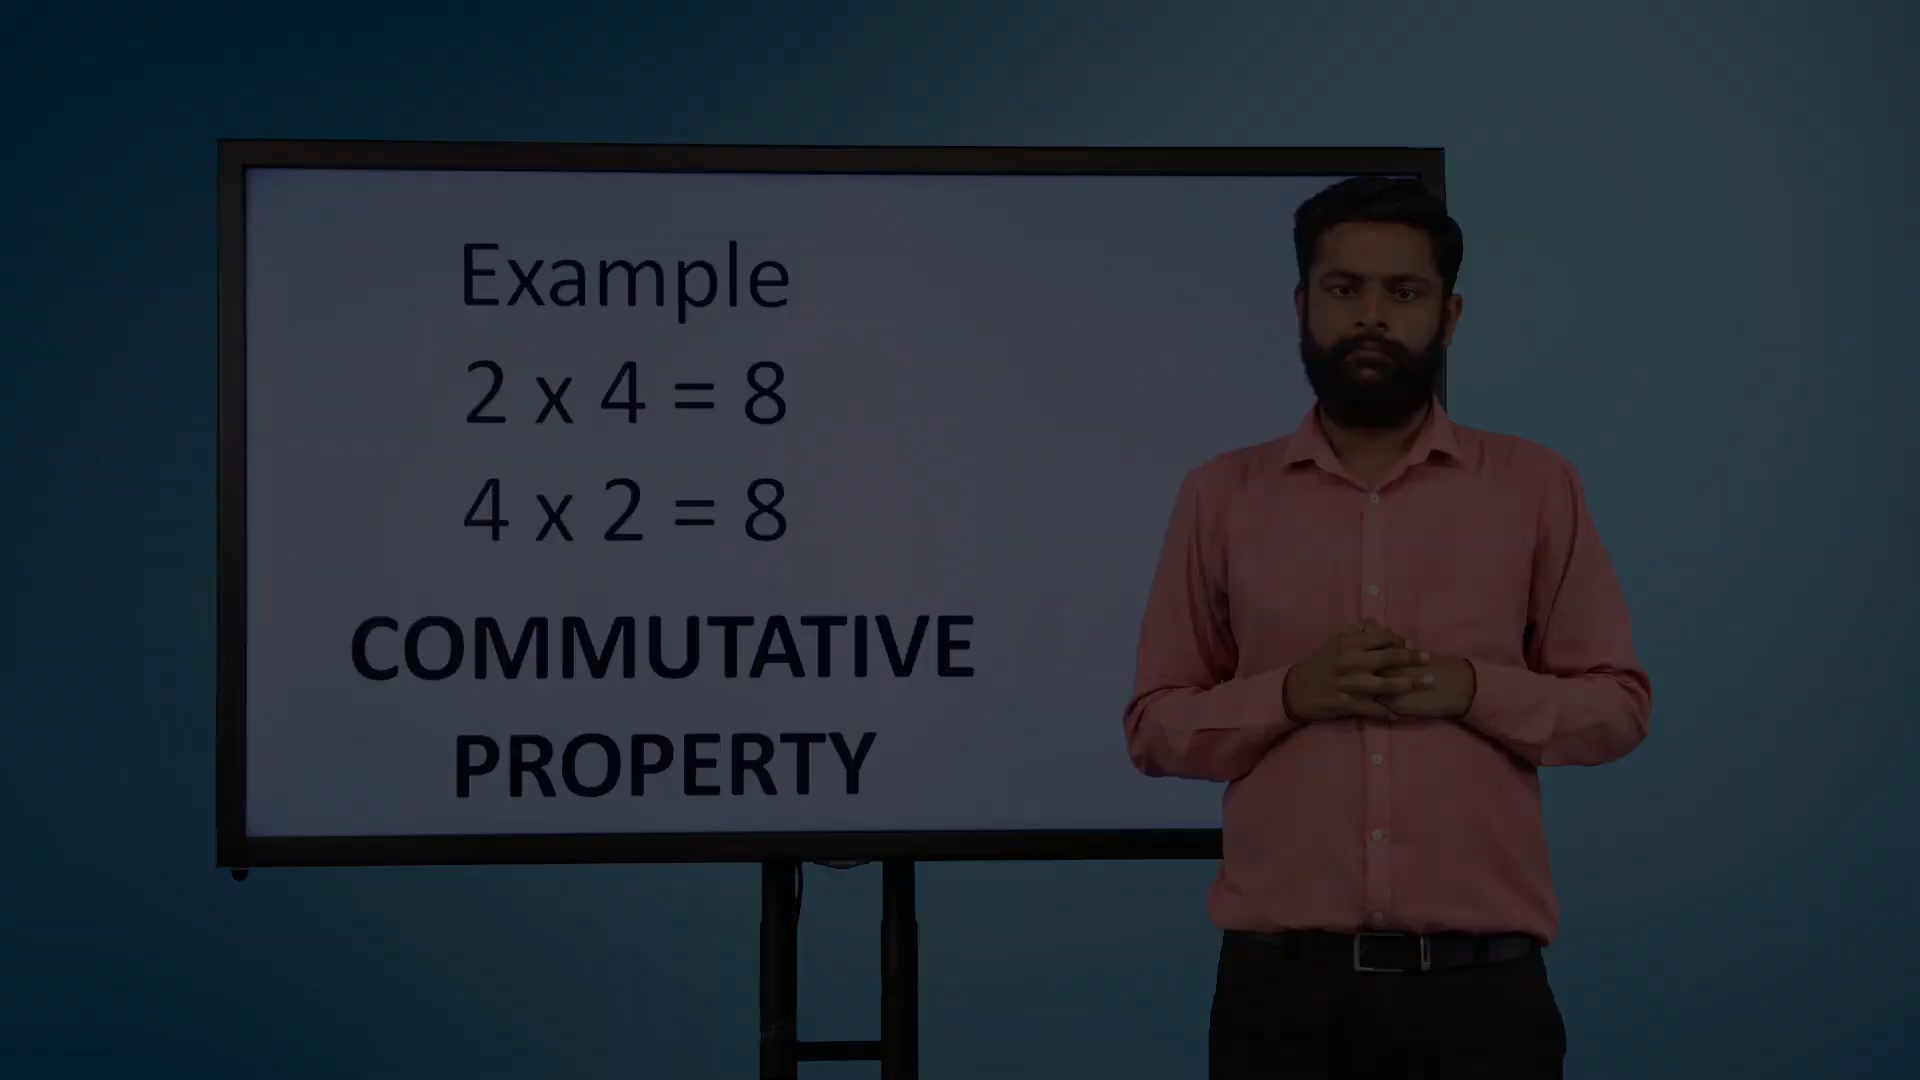 Example
2 x 4 = 8
4 x 2 = 8
COMMUTATIVE
PROPERTY